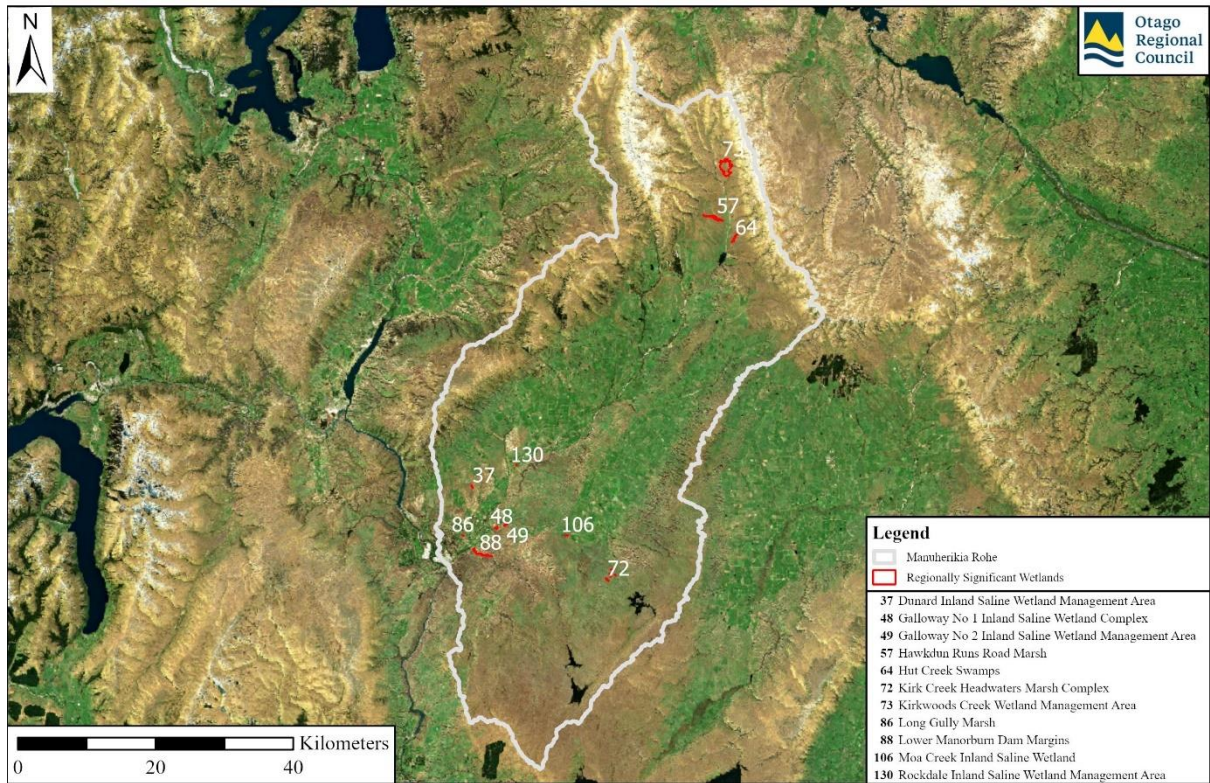 N
Otago
Regional
Council
73
57
64
130
37
48
86
49
106
88
72
Legend
Manuherikia Rohe
Regionally Significant Wetlands
37 Dunard Inland Saline Wetland Management Area
48 Galloway No 1 Inland Saline Wetland Complex
49 Galloway No 2 Inland Saline Wetland Management Area
57 Hawkdun Runs Road Marsh
64 Hut Creek Swamps
72 Kirk Creek Headwaters Marsh Complex
73 Kirkwoods Creek Wetland Management Area
86 Long Gully Marsh
88 Lower Manorburn Dam Margins
106 Moa Creek Inland Saline Wetland
130 Rockdale Inland Saline Wetland Management Area
Kilometers
0 20 40